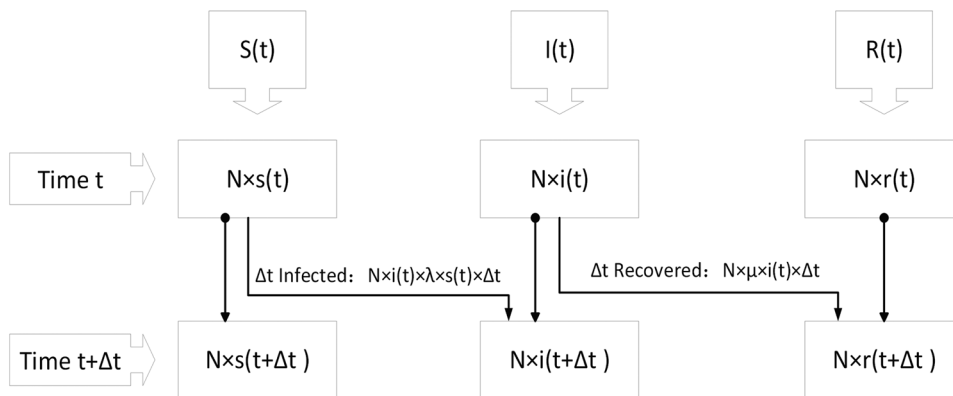 S(t)
I(t)
R(t)
Time t
N×s(t)
N×i(t)
N×r(t)
Δt Infected：N×i(t)×λ×s(t)×Δt
Δt Recovered：N×μ×i(t)×Δt
Time t+Δt
N×s(t+Δt )
N×i(t+Δt )
N×r(t+Δt )